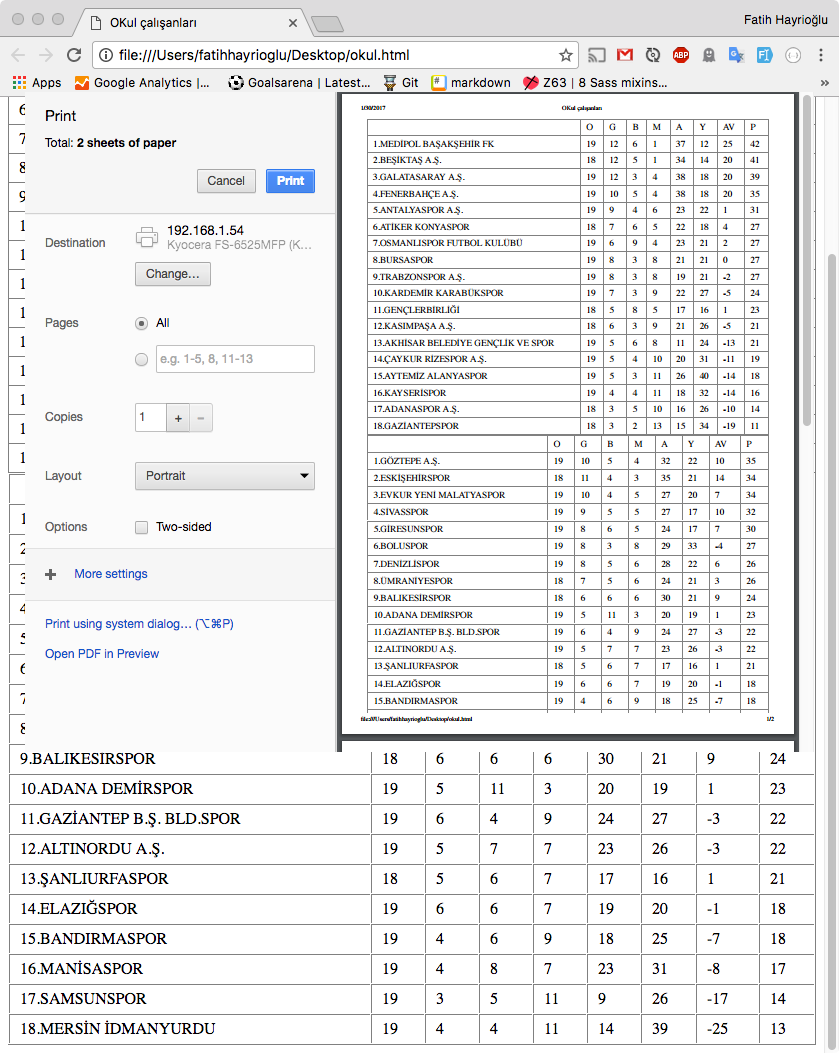 OKul çalışanları
Fatih Hayrioğlu
file:///Users/fatihhayrioglu/Desktop/okul.html
ABP
Apps Google Analytics |... Goalsarena | Latest... Git markdown Z63 | 8 Sass mixins... »
Print
Total: 2 sheets of paper
Cancel Print
Destination 192.168.1.54
Kyocera FS-6525MFP (K...
Change...
Pages All
e.g. 1-5, 8, 11-13
Copies 1 + -
Layout Portrait
Options Two-sided
+ More settings
Print using system dialog... (⌥⌘P)
Open PDF in Preview
1/30/2017 OKul çalışanları
O G B M A Y AV P
1.MEDİPOL BAŞAKŞEHİR FK 19 12 6 1 37 12 25 42
2.BEŞİKTAŞ A.Ş. 18 12 5 1 34 14 20 41
3.GALATASARAY A.Ş. 19 12 3 4 38 18 20 39
4.FENERBAHÇE A.Ş. 19 10 5 4 38 18 20 35
5.ANTALYASPOR A.Ş. 19 9 4 6 23 22 1 31
6.ATİKER KONYASPOR 18 7 6 5 22 18 4 27
7.OSMANLISPOR FUTBOL KULÜBÜ 19 6 9 4 23 21 2 27
8.BURSASPOR 19 8 3 8 21 21 0 27
9.TRABZONSPOR A.Ş. 19 8 3 8 19 21 -2 27
10.KARDEMİR KARABÜKSPOR 19 7 3 9 22 27 -5 24
11.GENÇLERBİRLİĞİ 18 5 8 5 17 16 1 23
12.KASIMPAŞA A.Ş. 18 6 3 9 21 26 -5 21
13.AKHİSAR BELEDİYE GENÇLİK VE SPOR 19 5 6 8 11 24 -13 21
14.ÇAYKUR RİZESPOR A.Ş. 19 5 4 10 20 31 -11 19
15.AYTEMİZ ALANYASPOR 19 5 3 11 26 40 -14 18
16.KAYSERİSPOR 19 4 4 11 18 32 -14 16
17.ADANASPOR A.Ş. 18 3 5 10 16 26 -10 14
18.GAZİANTEPSPOR 18 3 2 13 15 34 -19 11
O G B M A Y AV P
1.GÖZTEPE A.Ş. 19 10 5 4 32 22 10 35
2.ESKİŞEHİRSPOR 18 11 4 3 35 21 14 34
3.EVKUR YENİ MALATYASPOR 19 10 4 5 27 20 7 34
4.SİVASSPOR 19 9 5 5 27 17 10 32
5.GİRESUNSPOR 19 8 6 5 24 17 7 30
6.BOLUSPOR 19 8 3 8 29 33 -4 27
7.DENİZLİSPOR 19 8 5 6 28 22 6 26
8.ÜMRANİYESPOR 18 7 5 6 24 21 3 26
9.BALIKESİRSPOR 18 6 6 6 30 21 9 24
10.ADANA DEMİRSPOR 19 5 11 3 20 19 1 23
11.GAZİANTEP B.Ş. BLD.SPOR 19 6 4 9 24 27 -3 22
12.ALTINORDU A.Ş. 19 5 7 7 23 26 -3 22
13.ŞANLIURFASPOR 18 5 6 7 17 16 1 21
14.ELAZIĞSPOR 19 6 6 7 19 20 -1 18
15.BANDIRMASPOR 19 4 6 9 18 25 -7 18
file:///Users/fatihhayrioglu/Desktop/okul.html 1/2
9.BALIKESİRSPOR 18 6 6 6 30 21 9 24
10.ADANA DEMİRSPOR 19 5 11 3 20 19 1 23
11.GAZİANTEP B.Ş. BLD.SPOR 19 6 4 9 24 27 -3 22
12.ALTINORDU A.Ş. 19 5 7 7 23 26 -3 22
13.ŞANLIURFASPOR 18 5 6 7 17 16 1 21
14.ELAZIĞSPOR 19 6 6 7 19 20 -1 18
15.BANDIRMASPOR 19 4 6 9 18 25 -7 18
16.MANİSASPOR 19 4 8 7 23 31 -8 17
17.SAMSUNSPOR 19 3 5 11 9 26 -17 14
18.MERSİN İDMANYURDU 19 4 4 11 14 39 -25 13